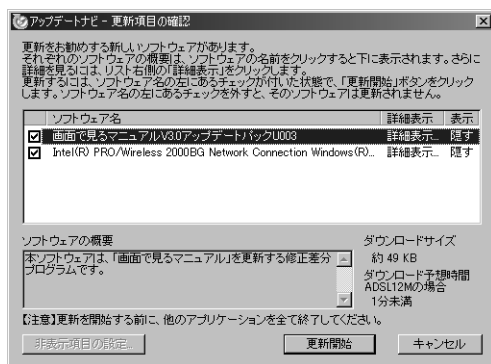 アップデートナビ - 更新項目の確認
更新をお勧めする新しいソフトウェアがあります。
それぞれのソフトウェアの概要は、ソフトウェアの名前をクリックすると下に表示されます。さらに
詳細を見るには、リスト右側の「詳細表示」をクリックします。
更新するには、ソフトウェア名の左にあるチェックが付いた状態で、「更新開始」ボタンをクリック
します。ソフトウェア名の左にあるチェックを外すと、そのソフトウェアは更新されません。
ソフトウェア名 詳細表示 表示
画面で見るマニュアルV3.0アップデートパックU003 詳細表示... 隠す
Intel(R) PRO/Wireless 2000BG Network Connection Windows(R)... 詳細表示... 隠す
ソフトウェアの概要
本ソフトウェアは、「画面で見るマニュアル」を更新する修正差分
プログラムです。
ダウンロードサイズ
約 49 KB
ダウンロード予想時間
ADSL12Mの場合
1分未満
【注意】更新を開始する前に、他のアプリケーションを全て終了してください。
非表示項目の設定... 更新開始 キャンセル